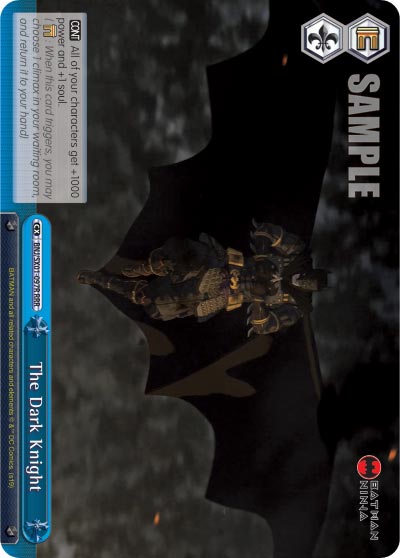 SAMPLE
BATMAN
NINJA
CONT All of your characters get +1000
power and +1 soul.
( : When this card triggers, you may
choose 1 climax in your waiting room,
and return it to your hand)
CX
The Dark Knight
BATMAN and all related characters and elements © & ™ DC Comics. (s19)